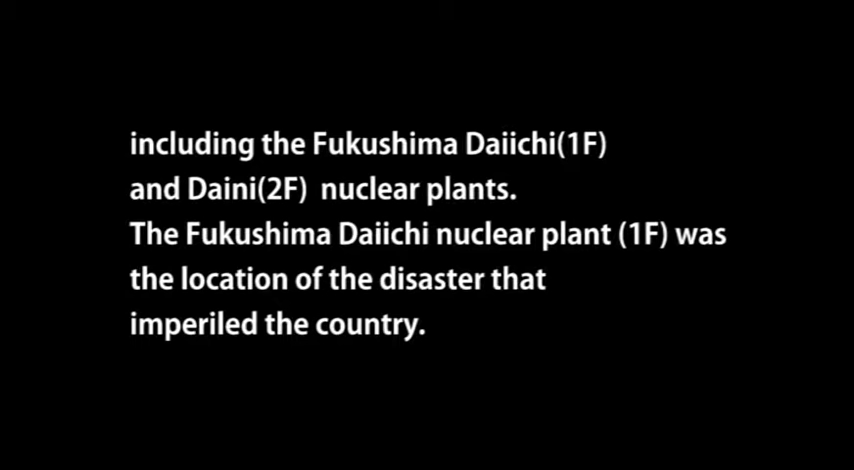 including the Fukushima Daiichi(1F)
and Daini(2F) nuclear plants.
The Fukushima Daiichi nuclear plant (1F) was
the location of the disaster that
imperiled the country.